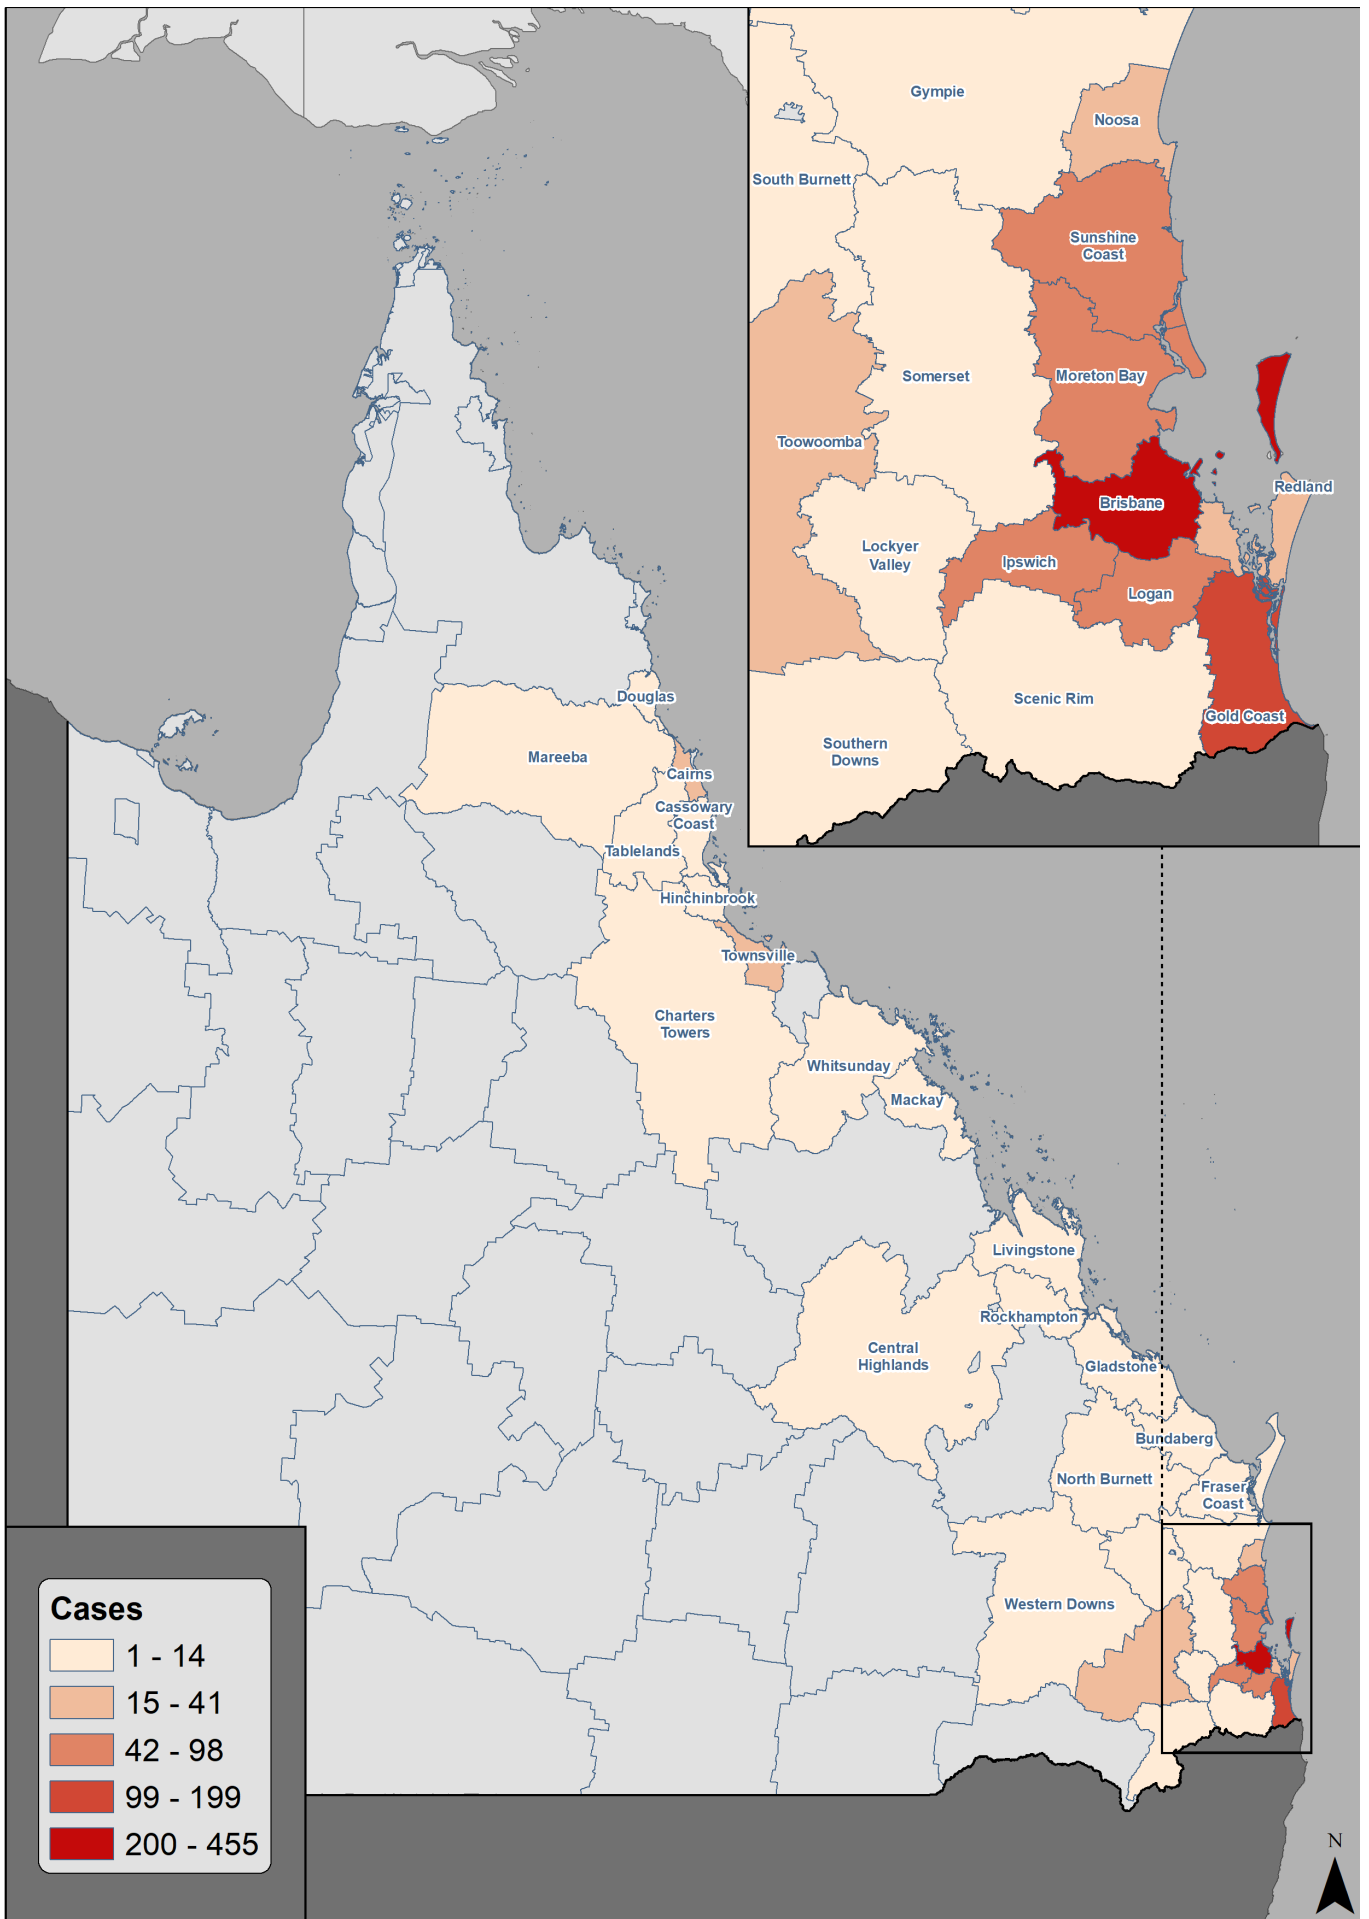 Gympie
Noosa
South Burnett
Sunshine
Coast
Somerset
Moreton Bay
Toowoomba
Redland
Brisbane
Lockyer
Valley
Ipswich
Logan
Scenic Rim
Gold Coast
Southern
Downs
Douglas
Mareeba
Cairns
Cassowary
Coast
Tablelands
Hinchinbrook
Townsville
Charters
Towers
Whitsunday
Mackay
Livingstone
Rockhampton
Central
Highlands
Gladstone
Bundaberg
North Burnett
Fraser
Coast
Western Downs
Cases
1 - 14
15 - 41
42 - 98
99 - 199
200 - 455
N